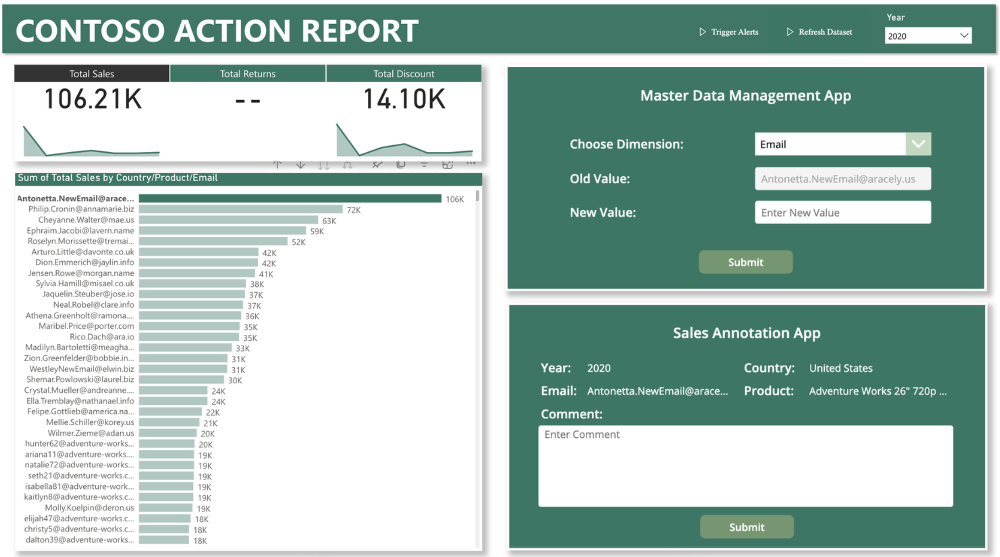 CONTOSO ACTION REPORT
Trigger Alerts
Refresh Dataset
Year
2020
Total Sales
Total Returns
Total Discount
106.21K
--
14.10K
Sum of Total Sales by Country/Product/Email
Antonetta.NewEmail@arace... 106K
Philip.Cronin@annamarie.biz 72K
Cheyanne.Walter@mae.us 63K
Ephraim.Jacobi@lavern.name 59K
Roselyn.Morissette@tremai... 52K
Arturo.Little@davonte.co.uk 42K
Dion.Emmerich@jaylin.info 42K
Jensen.Rowe@morgan.name 41K
Sylvia.Hamill@misael.co.uk 38K
Jaquelin.Steuber@jose.io 37K
Neal.Robel@clare.info 37K
Athena.Greenholt@ramona.... 36K
Maribel.Price@porter.com 35K
Rico.Dach@ara.io 35K
Madilyn.Bartoletti@meagha... 33K
Zion.Greenfelder@bobbie.in... 31K
WestleyNewEmail@elwin.biz 31K
Shemar.Powlowski@laurel.biz 30K
Crystal.Mueller@andreanne.... 24K
Ella.Tremblay@nathanael.info 24K
Felipe.Gottlieb@america.na... 22K
Mellie.Schiller@korey.us 21K
Wilmer.Zieme@adan.us 20K
hunter62@adventure-works... 20K
ariana11@adventure-works.... 19K
natalie72@adventure-works... 19K
seth21@adventure-works.c... 19K
isabella81@adventure-work... 19K
kaitlyn8@adventure-works.c... 19K
Molly.Koelpin@deron.us 19K
elijah47@adventure-works.c... 18K
christy5@adventure-works.c... 18K
dalton39@adventure-works... 18K
Master Data Management App
Choose Dimension: Email
Old Value: Antonetta.NewEmail@aracely.us
New Value: Enter New Value
Submit
Sales Annotation App
Year: 2020 Country: United States
Email: Antonetta.NewEmail@arace... Product: Adventure Works 26" 720p ...
Comment:
Enter Comment
Submit